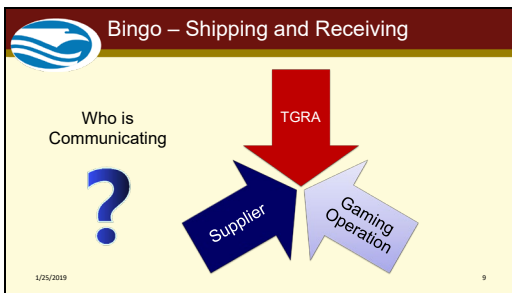 Bingo – Shipping and Receiving
Who is
Communicating
?
TGRA
Supplier
Gaming
Operation
1/25/2019
9